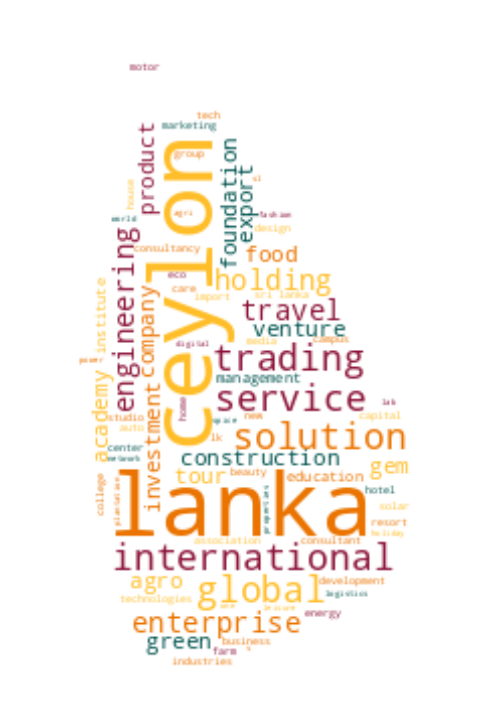 motor
tech
marketing
group
product
ceylon
foundation
export
house
agri
world
fashion
design
consultancy
food
engineering
eco
holding
care
import
sri lanka
institute
company
travel
venture
digital
media
campus
power
trading
management
academy
investment
home
service
lab
studio
auto
space
new
capital
solution
center
network
lk
construction
gem
tour
beauty
education
college
plantation
lanka
properties
hotel
solar
resort
holiday
association
consultant
international
agro
global
development
technologies
logistics
leisure
energy
enterprise
green
business
farm
industries